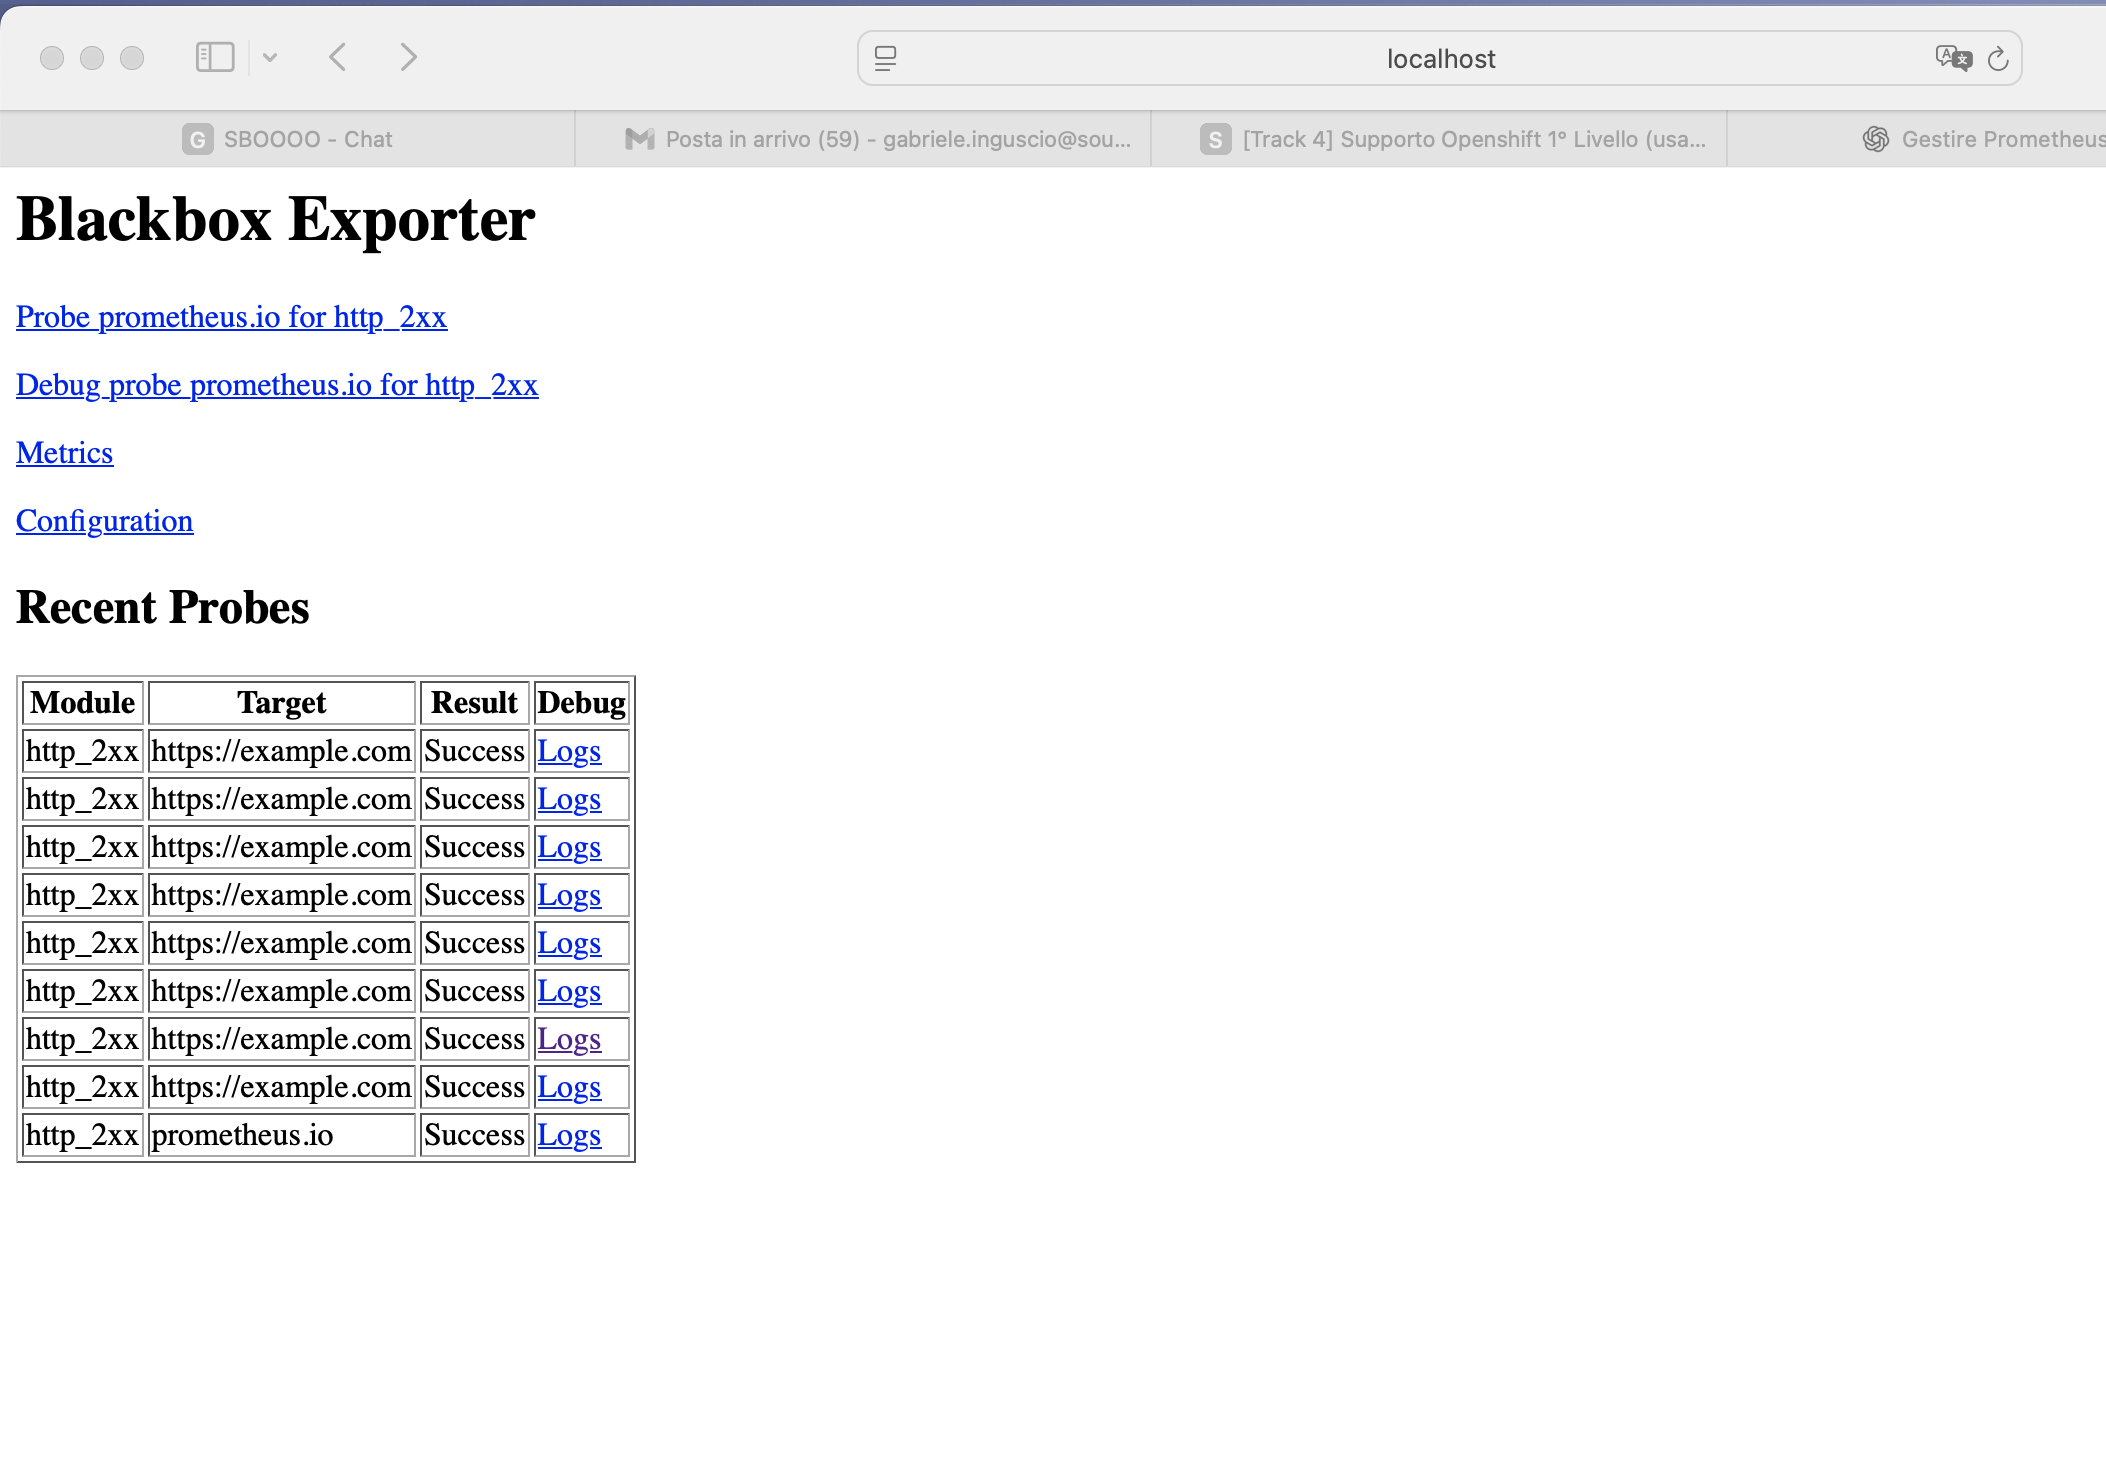 localhost
G SBOOOO - Chat
Posta in arrivo (59) - gabriele.inguscio@sou...
S [Track 4] Supporto Openshift 1° Livello (usa...
Gestire Prometheus
Blackbox Exporter
Probe prometheus.io for http_2xx
Debug probe prometheus.io for http_2xx
Metrics
Configuration
Recent Probes
Module Target Result Debug
http_2xx https://example.com Success Logs
http_2xx https://example.com Success Logs
http_2xx https://example.com Success Logs
http_2xx https://example.com Success Logs
http_2xx https://example.com Success Logs
http_2xx https://example.com Success Logs
http_2xx https://example.com Success Logs
http_2xx https://example.com Success Logs
http_2xx prometheus.io Success Logs